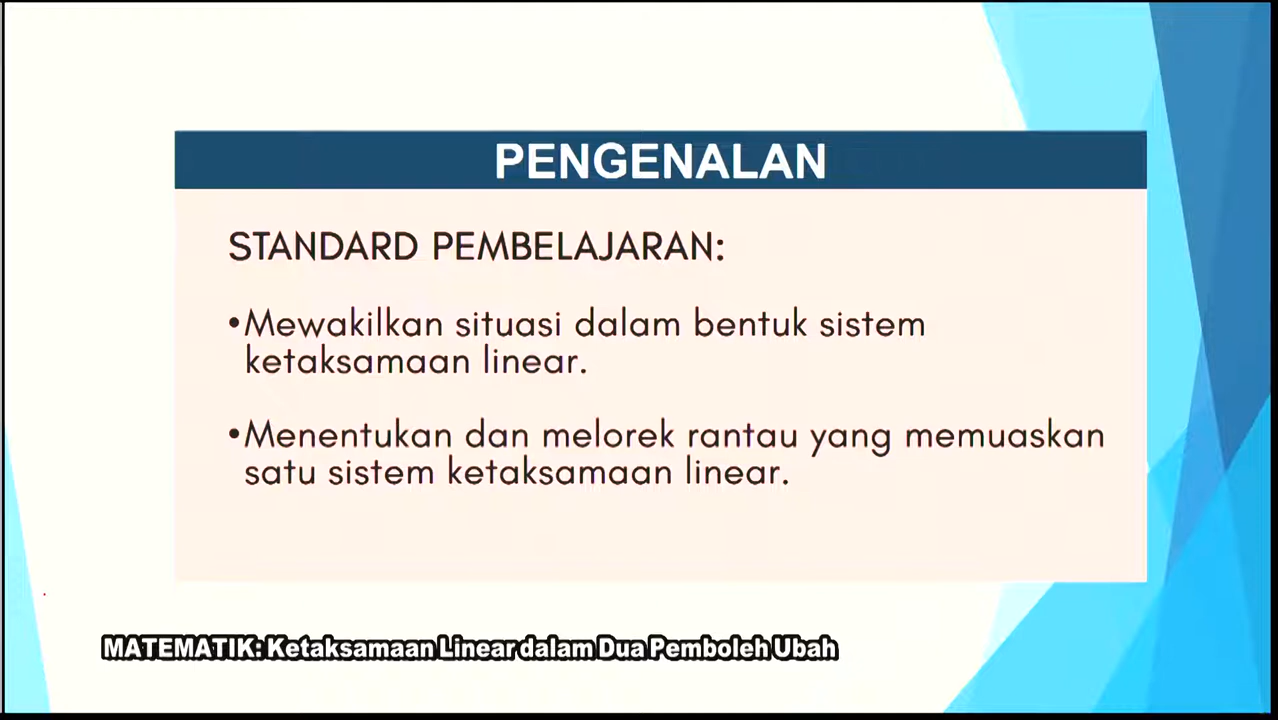 PENGENALAN
STANDARD PEMBELAJARAN:
•Mewakilkan situasi dalam bentuk sistem
ketaksamaan linear.
•Menentukan dan melorek rantau yang memuaskan
satu sistem ketaksamaan linear.
MATEMATIK: Ketaksamaan Linear dalam Dua Pemboleh Ubah